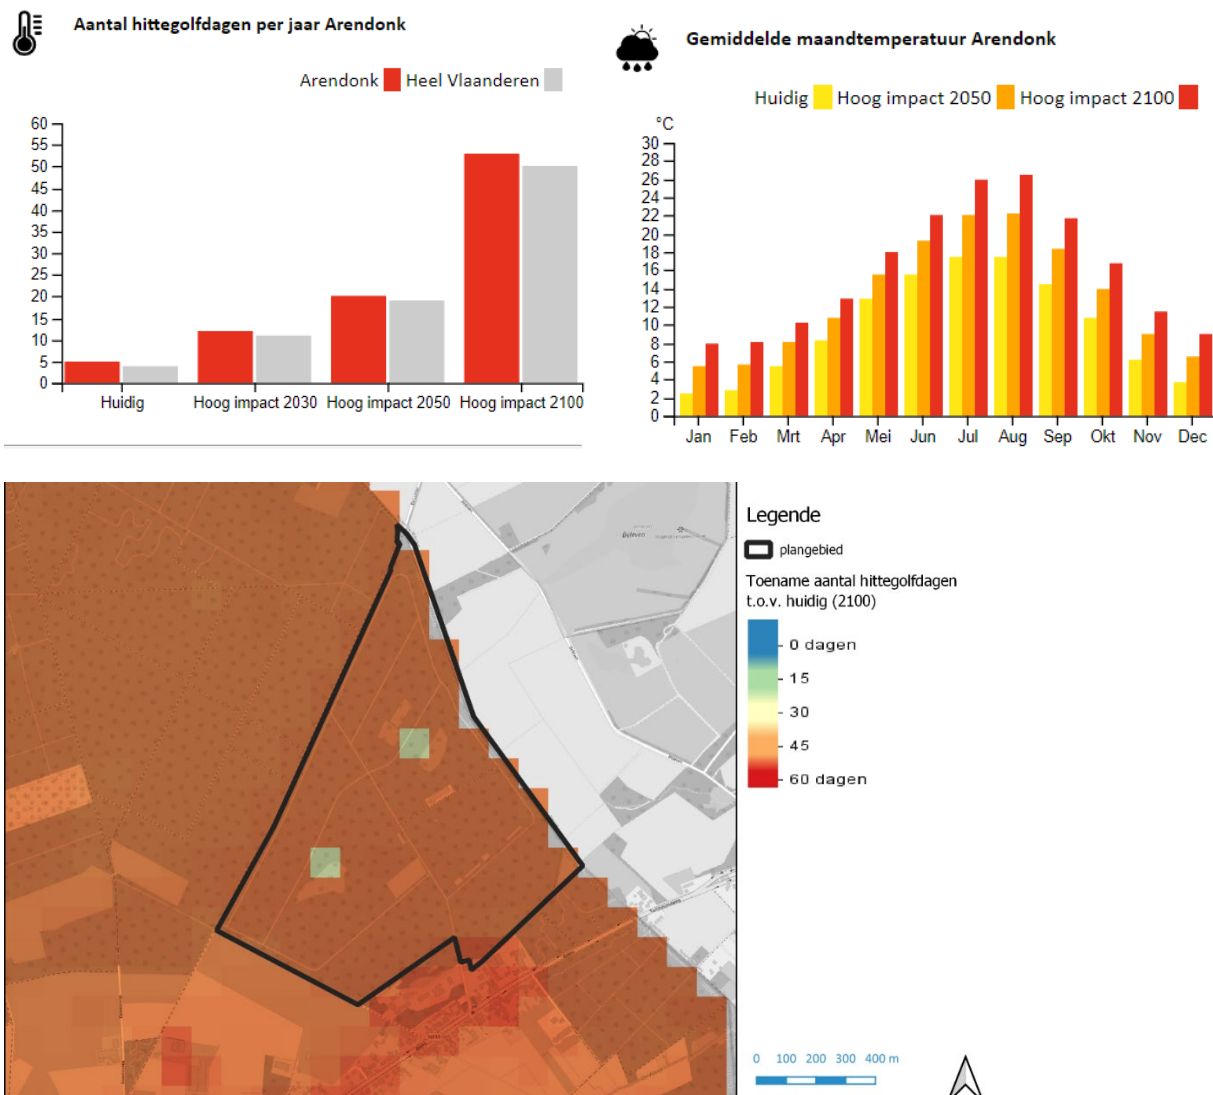 Aantal hittegolfdagen per jaar Arendonk
Arendonk Heel Vlaanderen
60
55
50
45
40
35
30
25
20
15
10
5
0
Huidig Hoog impact 2030 Hoog impact 2050 Hoog impact 2100
Gemiddelde maandtemperatuur Arendonk
Huidig Hoog impact 2050 Hoog impact 2100
°C
30
28
26
24
22
20
18
16
14
12
10
8
6
4
2
0
Jan Feb Mrt Apr Mei Jun Jul Aug Sep Okt Nov Dec
Legende
plangebied
Toename aantal hittegolfdagen
t.o.v. huidig (2100)
0 dagen
15
30
45
60 dagen
0 100 200 300 400 m